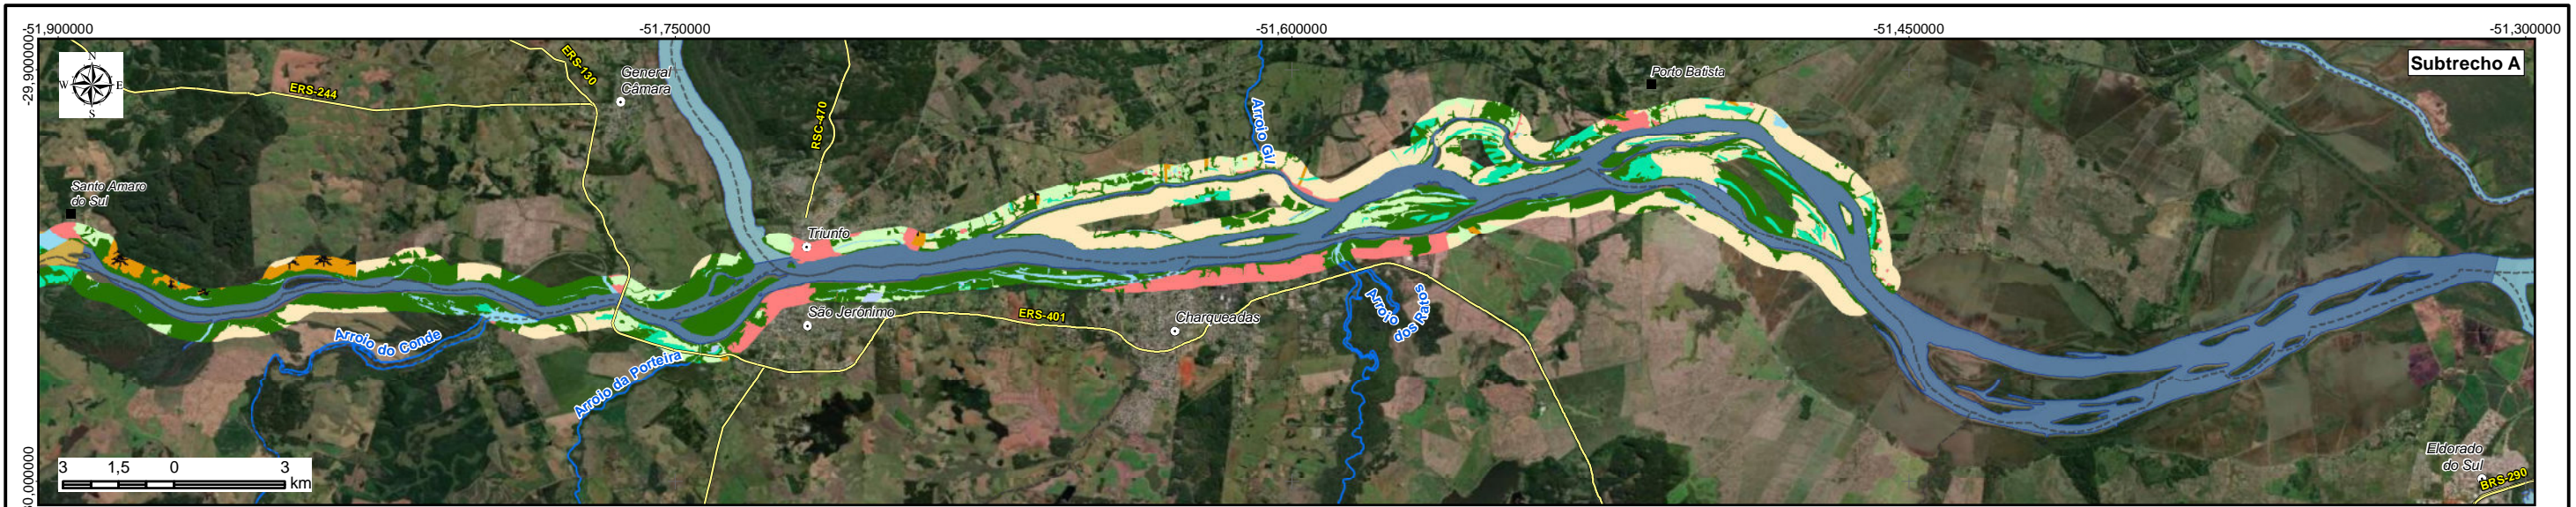 -51,900000
-51,750000
-51,600000
-51,450000
-51,300000
-29,900000
N
W
E
S
Subtrecho A
ERS-244
ERS-130
General
Câmara
RSC-470
Arroio Gil
Porto Batista
Santo Amaro
do Sul
Triunfo
São Jerônimo
ERS-401
Charqueadas
Arroio do Conde
Arroio da Porteira
Arroio
dos Ratos
Eldorado
do Sul
BRS-290
3
1,5
0
3
km
0,000000